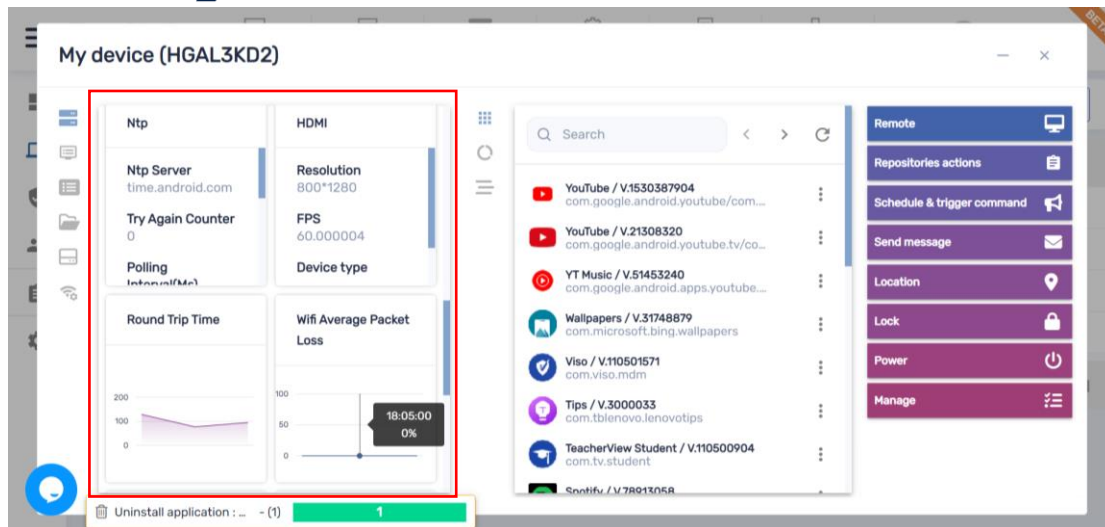 BETA
My device (HGAL3KD2)
Ntp
Ntp Server
time.android.com
Try Again Counter
0
Polling
Interval(Ms)
HDMI
Resolution
800*1280
FPS
60.000004
Device type
Round Trip Time
200
100
0
Wifi Average Packet
Loss
100
50
0
18:05:00
0%
Search
YouTube / V.1530387904
com.google.android.youtube/com...
YouTube / V.21308320
com.google.android.youtube.tv/co...
YT Music / V.51453240
com.google.android.apps.youtube....
Wallpapers / V.31748879
com.microsoft.bing.wallpapers
Viso / V.110501571
com.viso.mdm
Tips / V.3000033
com.tblenovo.lenovotips
TeacherView Student / V.110500904
com.tv.student
Spotify / V.78913058
Remote
Repositories actions
Schedule & trigger command
Send message
Location
Lock
Power
Manage
Uninstall application : ... - (1)
1